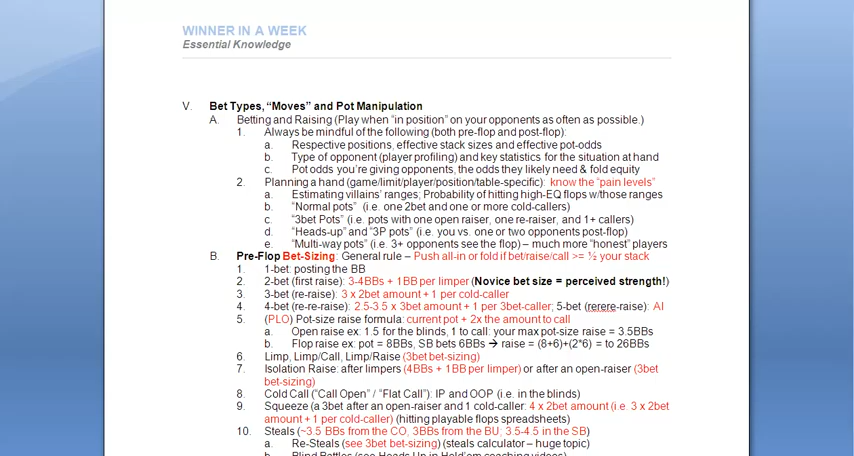 WINNER IN A WEEK
Essential Knowledge
V. Bet Types, “Moves” and Pot Manipulation
A. Betting and Raising (Play when “in position” on your opponents as often as possible.)
1. Always be mindful of the following (both pre-flop and post-flop):
a. Respective positions, effective stack sizes and effective pot-odds
b. Type of opponent (player profiling) and key statistics for the situation at hand
c. Pot odds you’re giving opponents, the odds they likely need & fold equity
2. Planning a hand (game/limit/player/position/table-specific): know the “pain levels”
a. Estimating villains’ ranges; Probability of hitting high-EQ flops w/those ranges
b. “Normal pots” (i.e. one 2bet and one or more cold-callers)
c. “3bet Pots” (i.e. pots with one open raiser, one re-raiser, and 1+ callers)
d. “Heads-up” and “3P pots” (i.e. you vs. one or two opponents post-flop)
e. “Multi-way pots” (i.e. 3+ opponents see the flop) – much more “honest” players
B. Pre-Flop Bet-Sizing: General rule – Push all-in or fold if bet/raise/call >= ½ your stack
1. 1-bet: posting the BB
2. 2-bet (first raise): 3-4BBs + 1BB per limper (Novice bet size = perceived strength!)
3. 3-bet (re-raise): 3 x 2bet amount + 1 per cold-caller
4. 4-bet (re-re-raise): 2.5-3.5 x 3bet amount + 1 per 3bet-caller; 5-bet (rerere-raise): AI
5. (PLO) Pot-size raise formula: current pot + 2x the amount to call
a. Open raise ex: 1.5 for the blinds, 1 to call: your max pot-size raise = 3.5BBs
b. Flop raise ex: pot = 8BBs, SB bets 6BBs → raise = (8+6)+(2*6) = to 26BBs
6. Limp, Limp/Call, Limp/Raise (3bet bet-sizing)
7. Isolation Raise: after limpers (4BBs + 1BB per limper) or after an open-raiser (3bet
bet-sizing)
8. Cold Call (“Call Open” / “Flat Call”): IP and OOP (i.e. in the blinds)
9. Squeeze (a 3bet after an open-raiser and 1 cold-caller: 4 x 2bet amount (i.e. 3 x 2bet
amount + 1 per cold-caller) (hitting playable flops spreadsheets)
10. Steals (~3.5 BBs from the CO, 3BBs from the BU; 3.5-4.5 in the SB)
a. Re-Steals (see 3bet bet-sizing) (steals calculator – huge topic)
b. Blind Battles (see Heads Up in Hold’em coaching videos)